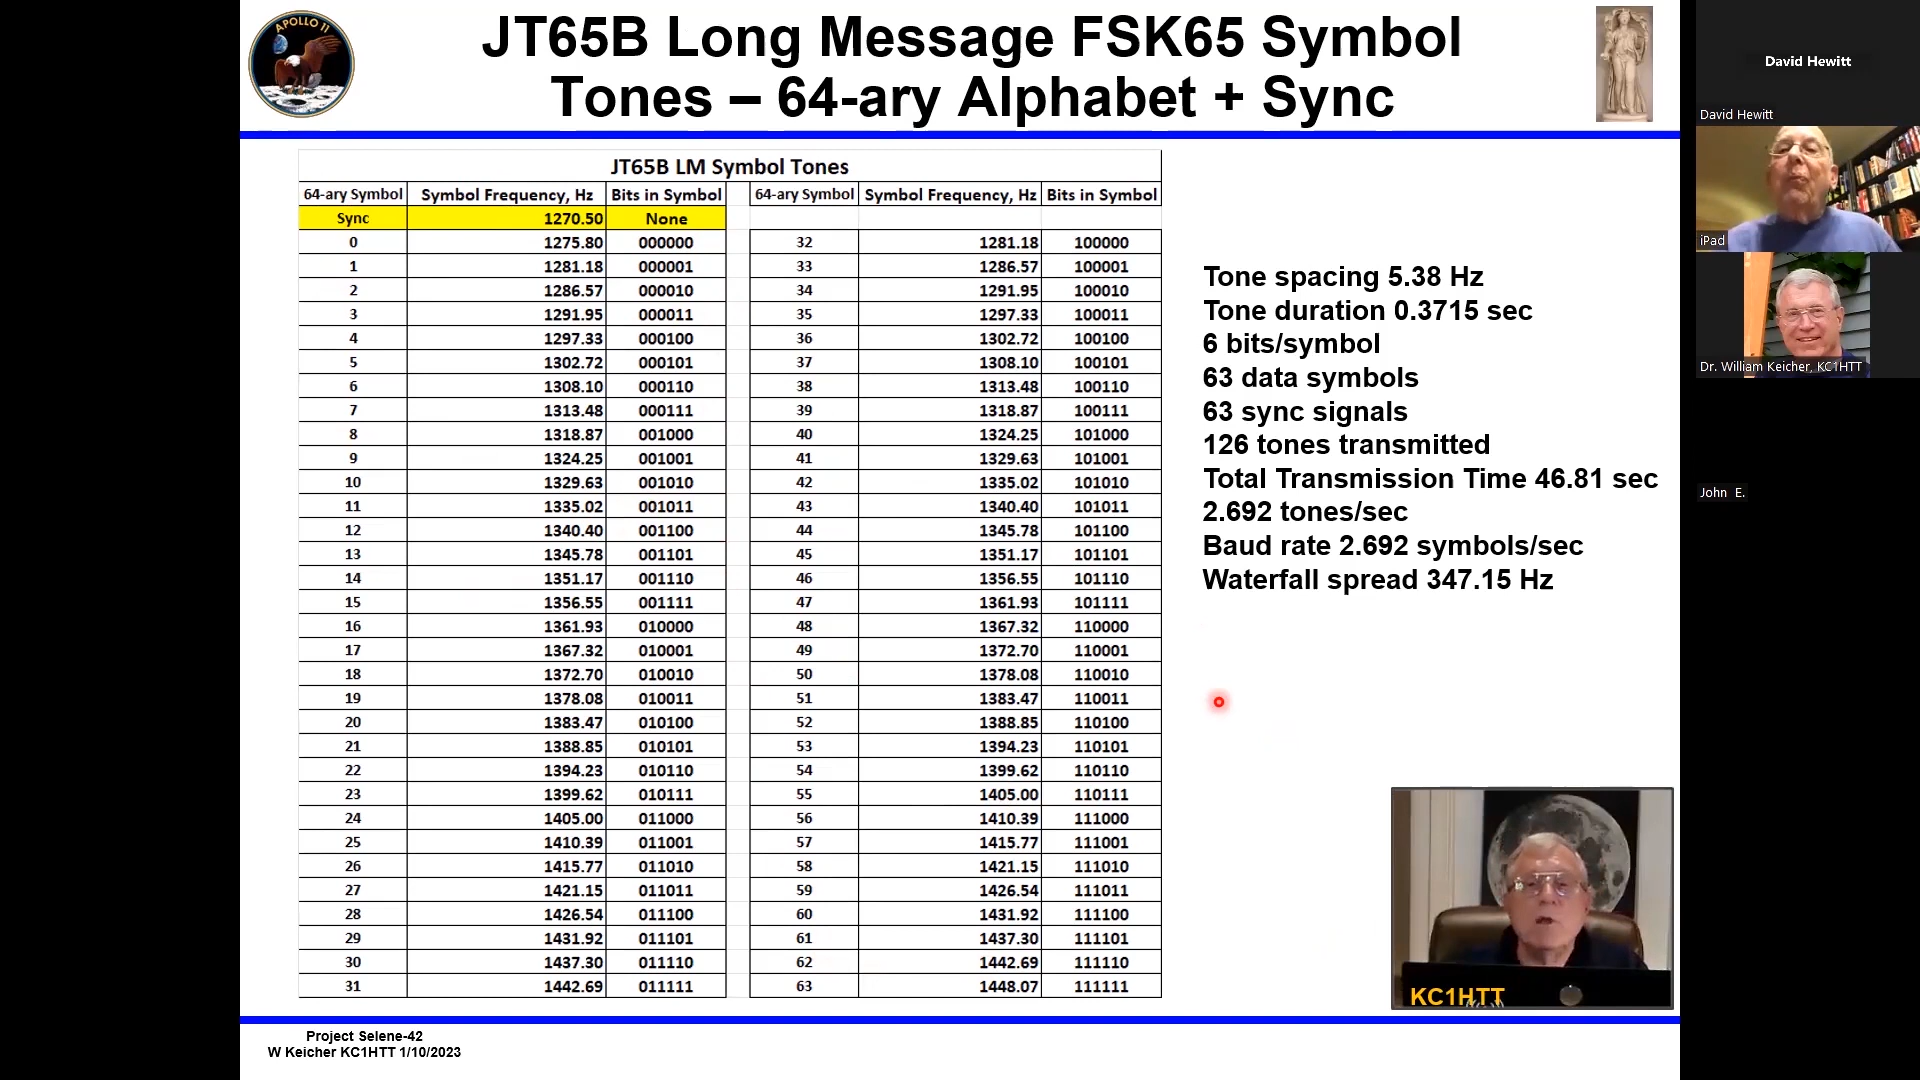 APOLLO 11
JT65B Long Message FSK65 Symbol
Tones – 64-ary Alphabet + Sync
JT65B LM Symbol Tones
64-ary Symbol Symbol Frequency, Hz Bits in Symbol 64-ary Symbol Symbol Frequency, Hz Bits in Symbol
Sync 1270.50 None
0 1275.80 000000 32 1281.18 100000
1 1281.18 000001 33 1286.57 100001
2 1286.57 000010 34 1291.95 100010
3 1291.95 000011 35 1297.33 100011
4 1297.33 000100 36 1302.72 100100
5 1302.72 000101 37 1308.10 100101
6 1308.10 000110 38 1313.48 100110
7 1313.48 000111 39 1318.87 100111
8 1318.87 001000 40 1324.25 101000
9 1324.25 001001 41 1329.63 101001
10 1329.63 001010 42 1335.02 101010
11 1335.02 001011 43 1340.40 101011
12 1340.40 001100 44 1345.78 101100
13 1345.78 001101 45 1351.17 101101
14 1351.17 001110 46 1356.55 101110
15 1356.55 001111 47 1361.93 101111
16 1361.93 010000 48 1367.32 110000
17 1367.32 010001 49 1372.70 110001
18 1372.70 010010 50 1378.08 110010
19 1378.08 010011 51 1383.47 110011
20 1383.47 010100 52 1388.85 110100
21 1388.85 010101 53 1394.23 110101
22 1394.23 010110 54 1399.62 110110
23 1399.62 010111 55 1405.00 110111
24 1405.00 011000 56 1410.39 111000
25 1410.39 011001 57 1415.77 111001
26 1415.77 011010 58 1421.15 111010
27 1421.15 011011 59 1426.54 111011
28 1426.54 011100 60 1431.92 111100
29 1431.92 011101 61 1437.30 111101
30 1437.30 011110 62 1442.69 111110
31 1442.69 011111 63 1448.07 111111
Tone spacing 5.38 Hz
Tone duration 0.3715 sec
6 bits/symbol
63 data symbols
63 sync signals
126 tones transmitted
Total Transmission Time 46.81 sec
2.692 tones/sec
Baud rate 2.692 symbols/sec
Waterfall spread 347.15 Hz
KC1HTT
Project Selene-42
W Keicher KC1HTT 1/10/2023
David Hewitt
David Hewitt
iPad
Dr. William Keicher, KC1HTT
John E.